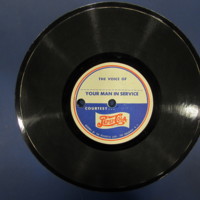 THE VOICE OF
YOUR MAN IN SERVICE
COURTESY
Pepsi-Cola